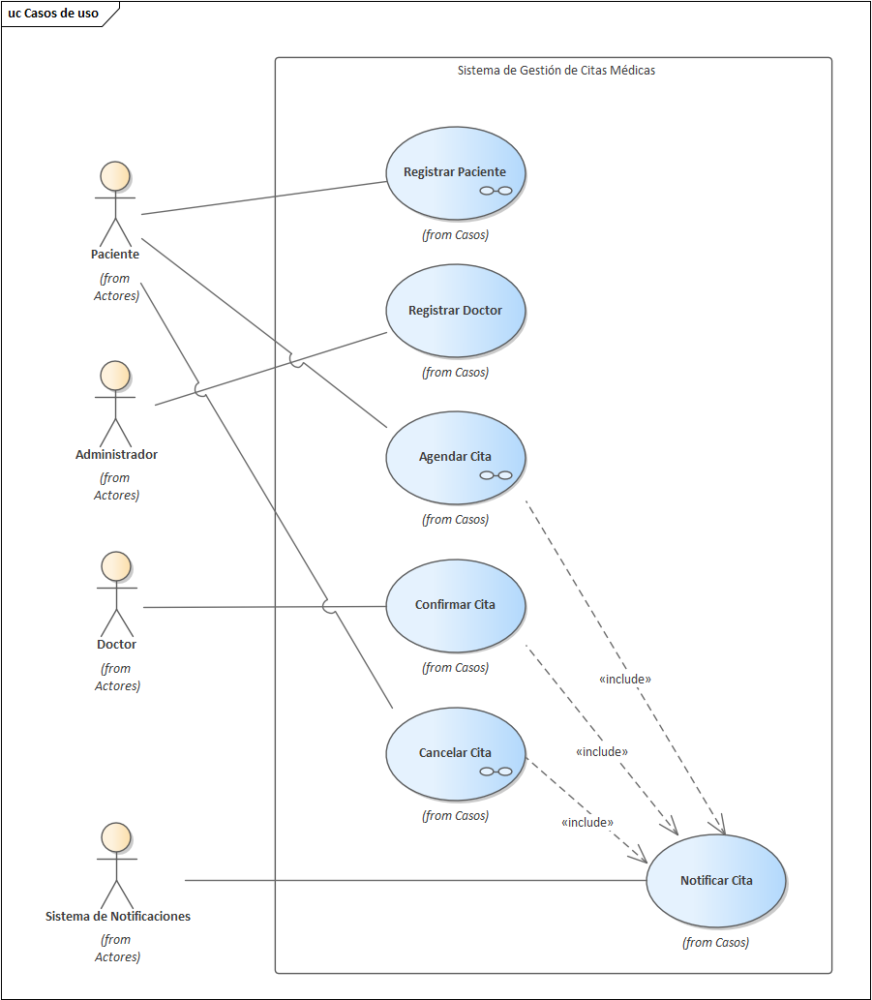 uc Casos de uso
Sistema de Gestión de Citas Médicas
Registrar Paciente
(from Casos)
Paciente
(from
Actores)
Registrar Doctor
(from Casos)
Administrador
(from
Actores)
Agendar Cita
(from Casos)
Confirmar Cita
(from Casos)
Doctor
(from
Actores)
«include»
«include»
Cancelar Cita
(from Casos)
«include»
Notificar Cita
(from Casos)
Sistema de Notificaciones
(from
Actores)